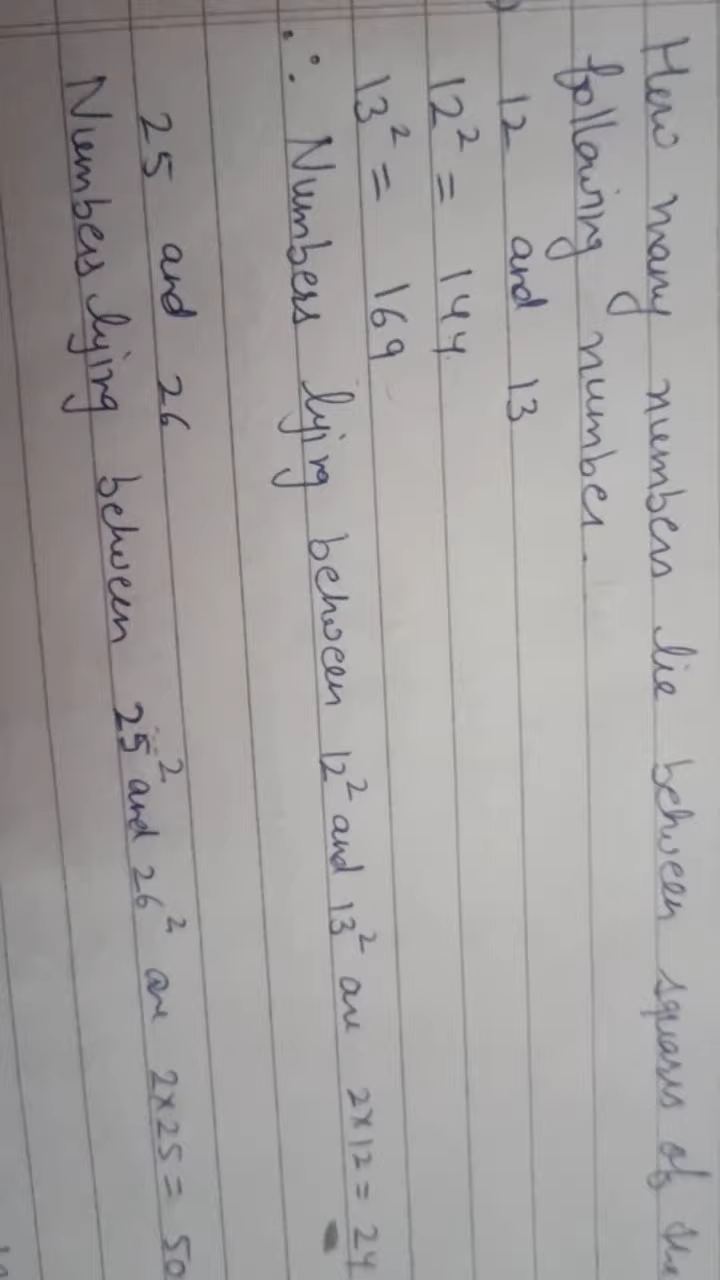 How many numbers lie between squares of the
following number.
12 and 13
12² = 144
13² = 169
∴ Numbers lying between 12² and 13² are 2×12 = 24
25 and 26
Numbers lying between 25² and 26² are 2×25 = 50